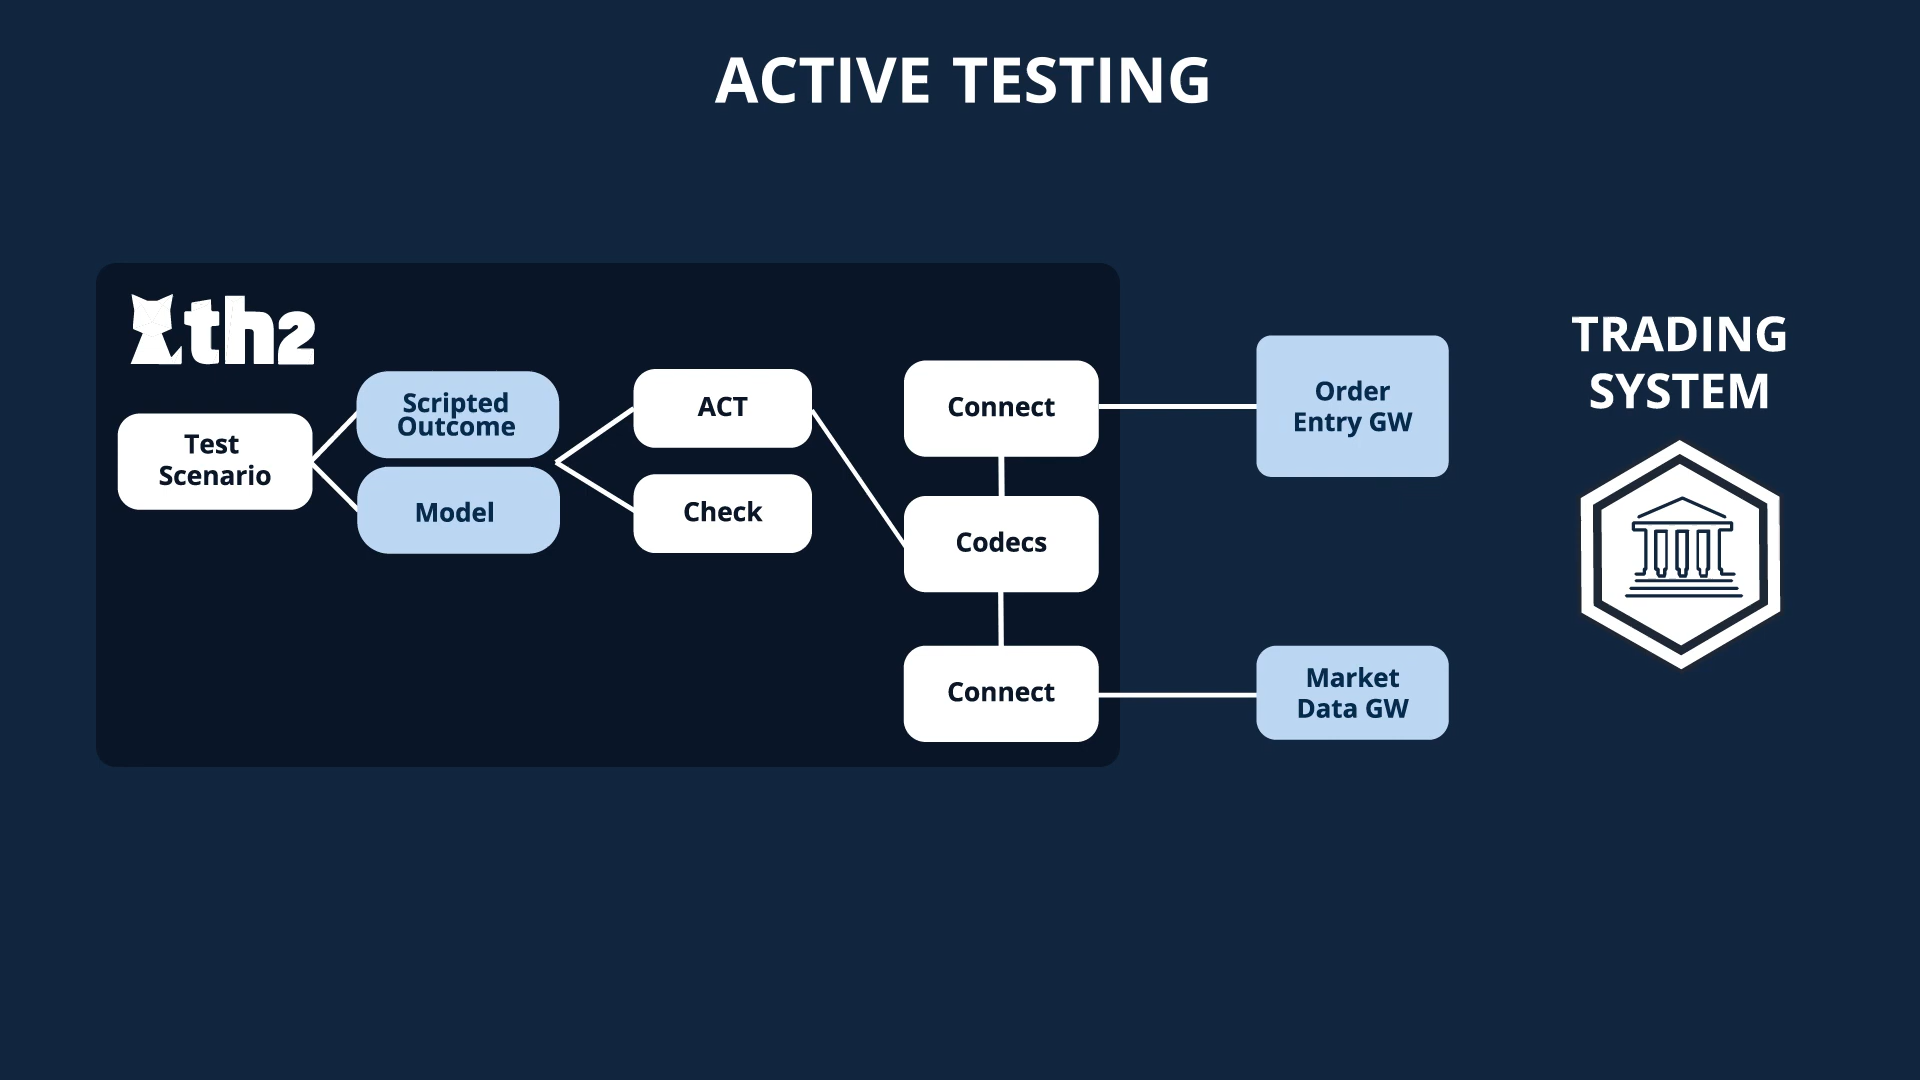 ACTIVE TESTING
th2
Test
Scenario
Scripted
Outcome
Model
ACT
Check
Connect
Codecs
Connect
Order
Entry GW
Market
Data GW
TRADING
SYSTEM